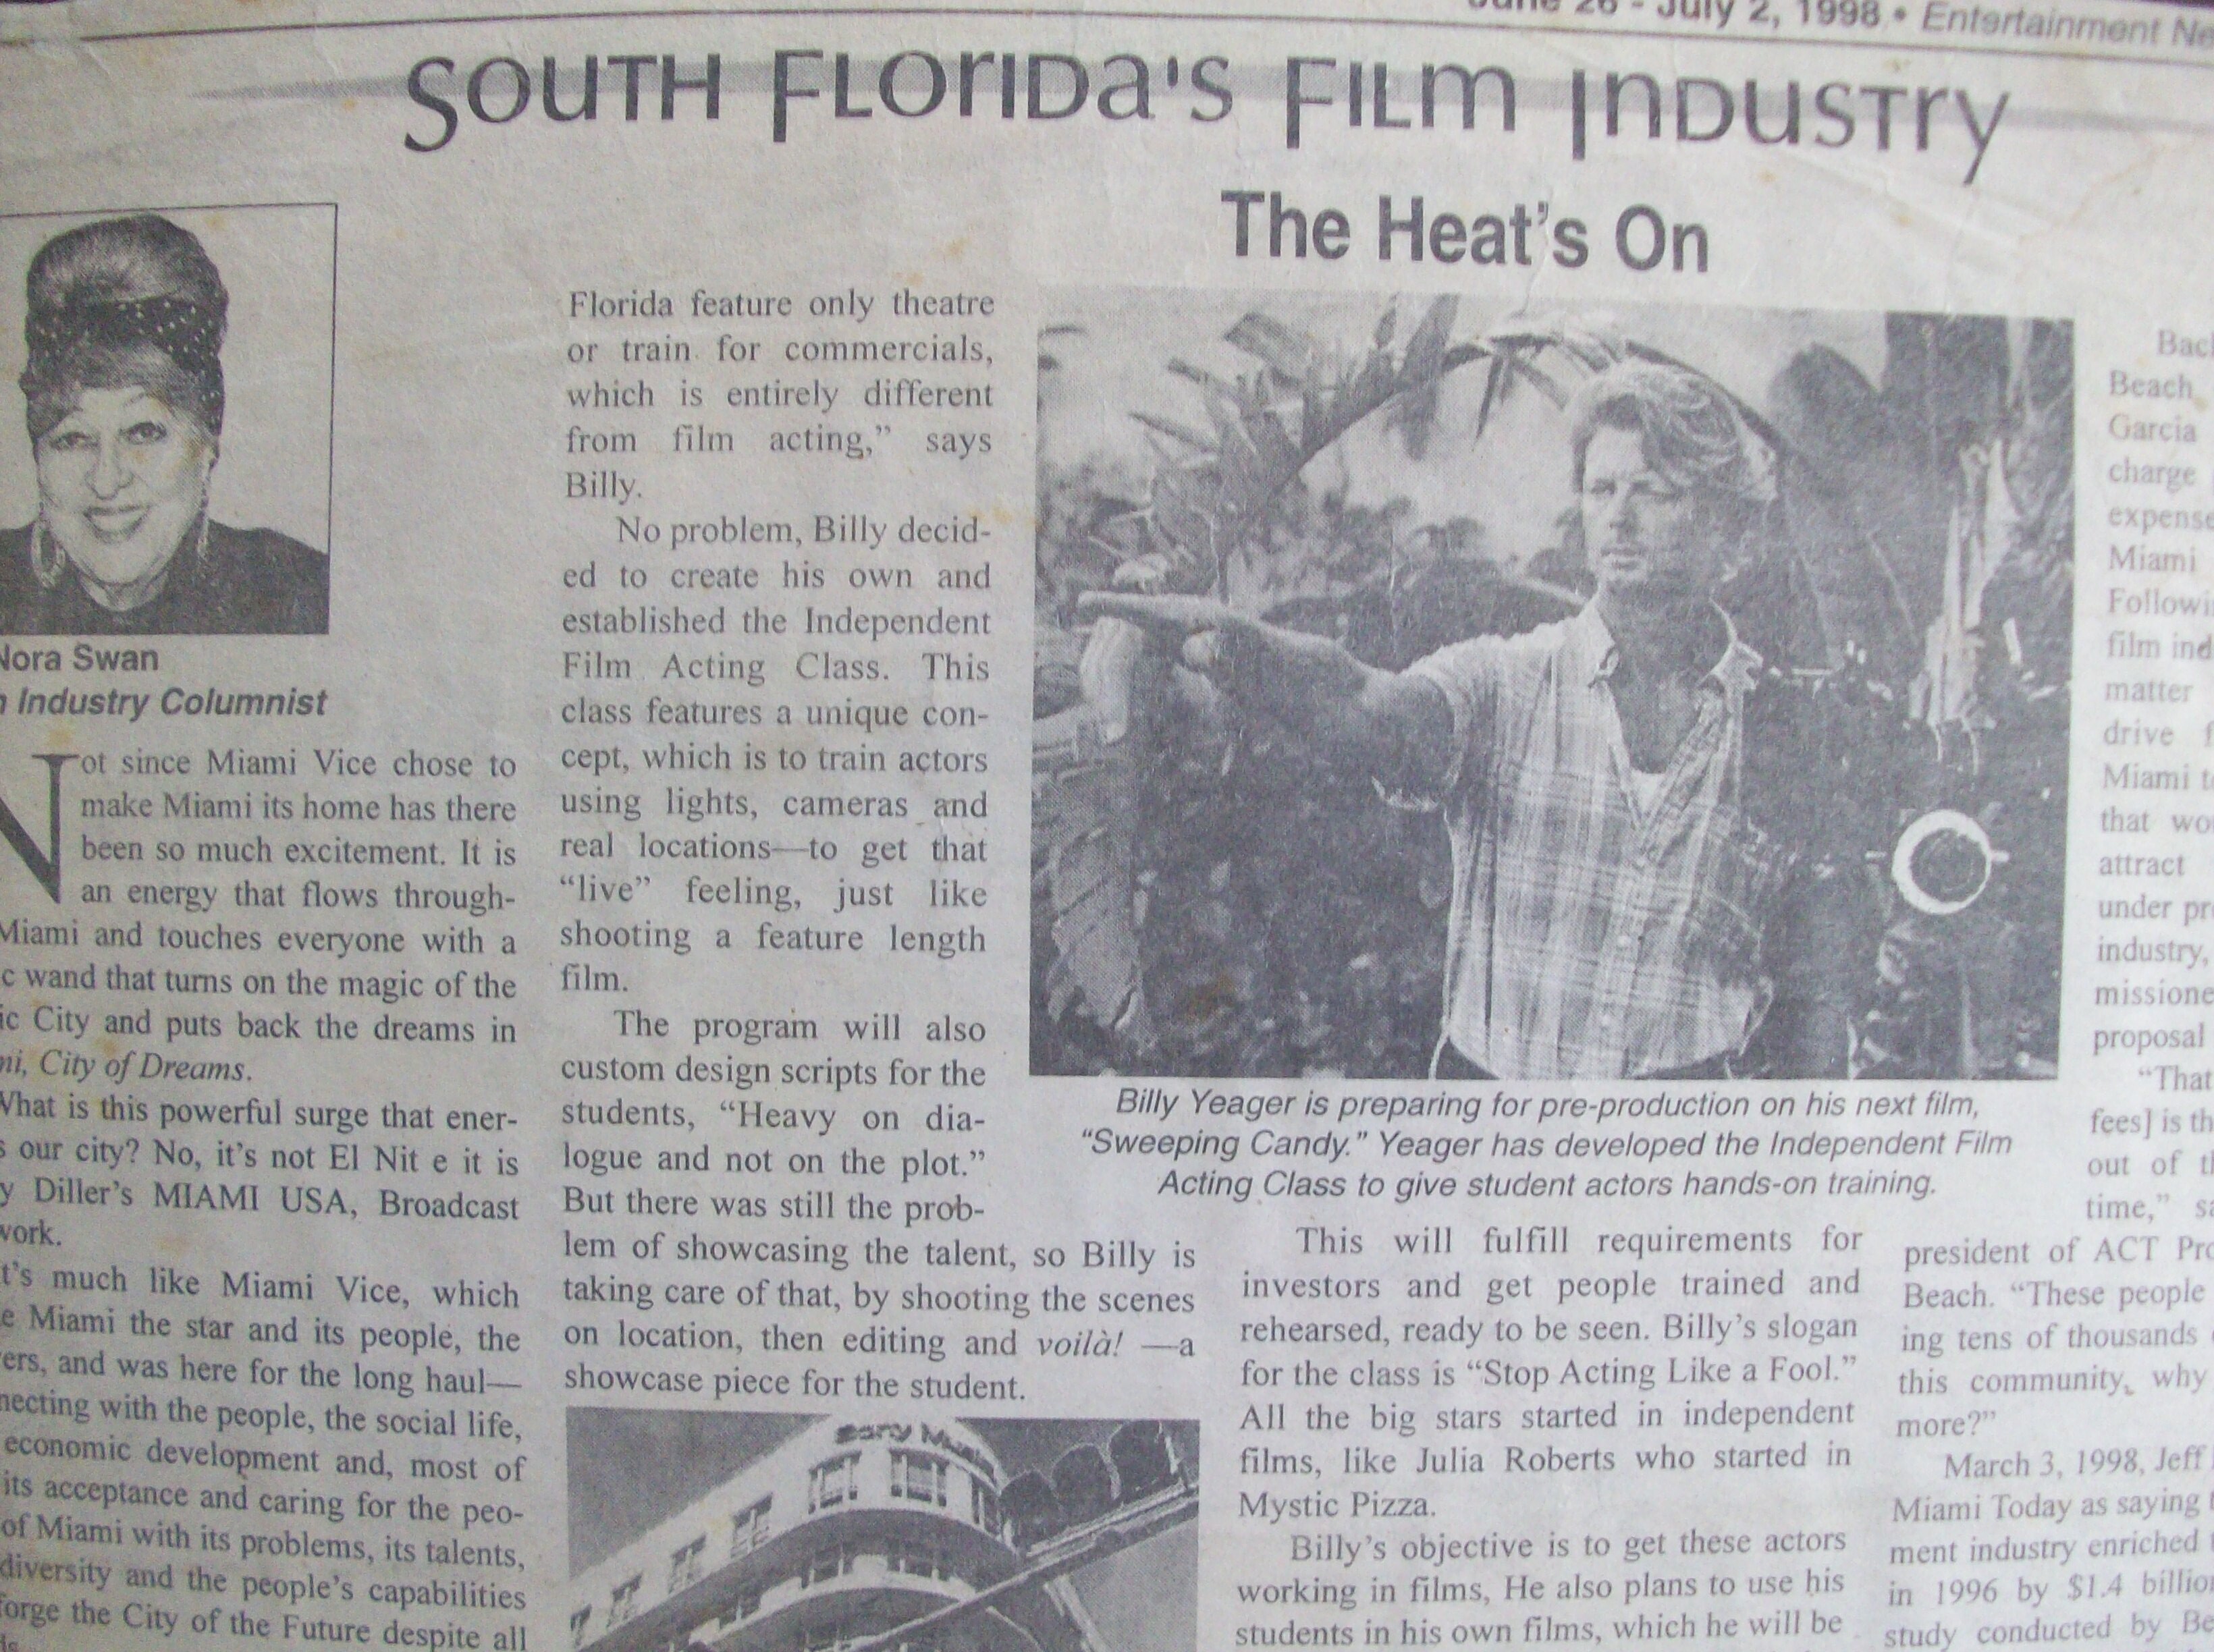 June 26 - July 2, 1998 • Entertainment Ne
South Florida's Film Industry
The Heat's On
Nora Swan
Industry Columnist
Not since Miami Vice chose to
make Miami its home has there
been so much excitement. It is
an energy that flows through-
Miami and touches everyone with a
c wand that turns on the magic of the
ic City and puts back the dreams in
mi, City of Dreams.
What is this powerful surge that ener-
s our city? No, it's not El Nit e it is
y Diller's MIAMI USA, Broadcast
work.
t's much like Miami Vice, which
e Miami the star and its people, the
ers, and was here for the long haul—
necting with the people, the social life,
economic development and, most of
its acceptance and caring for the peo-
of Miami with its problems, its talents,
diversity and the people's capabilities
forge the City of the Future despite all
Florida feature only theatre
or train for commercials,
which is entirely different
from film acting,” says
Billy.
No problem, Billy decid-
ed to create his own and
established the Independent
Film Acting Class. This
class features a unique con-
cept, which is to train actors
using lights, cameras and
real locations—to get that
“live” feeling, just like
shooting a feature length
film.
The program will also
custom design scripts for the
students, “Heavy on dia-
logue and not on the plot.”
But there was still the prob-
lem of showcasing the talent, so Billy is
taking care of that, by shooting the scenes
on location, then editing and voilà! —a
showcase piece for the student.
Billy Yeager is preparing for pre-production on his next film,
“Sweeping Candy.” Yeager has developed the Independent Film
Acting Class to give student actors hands-on training.
This will fulfill requirements for
investors and get people trained and
rehearsed, ready to be seen. Billy's slogan
for the class is “Stop Acting Like a Fool.”
All the big stars started in independent
films, like Julia Roberts who started in
Mystic Pizza.
Billy's objective is to get these actors
working in films, He also plans to use his
students in his own films, which he will be
Bac
Beach
Garcia
charge
expense
Miami
Followi
film ind
matter
drive f
Miami t
that wo
attract
under pr
industry,
missione
proposal
“That
fees] is th
out of t
time,” sa
president of ACT Pro
Beach. “These people
ing tens of thousands
this community, why
more?”
March 3, 1998, Jeff
Miami Today as saying
ment industry enriched
in 1996 by $1.4 billio
study conducted by Be